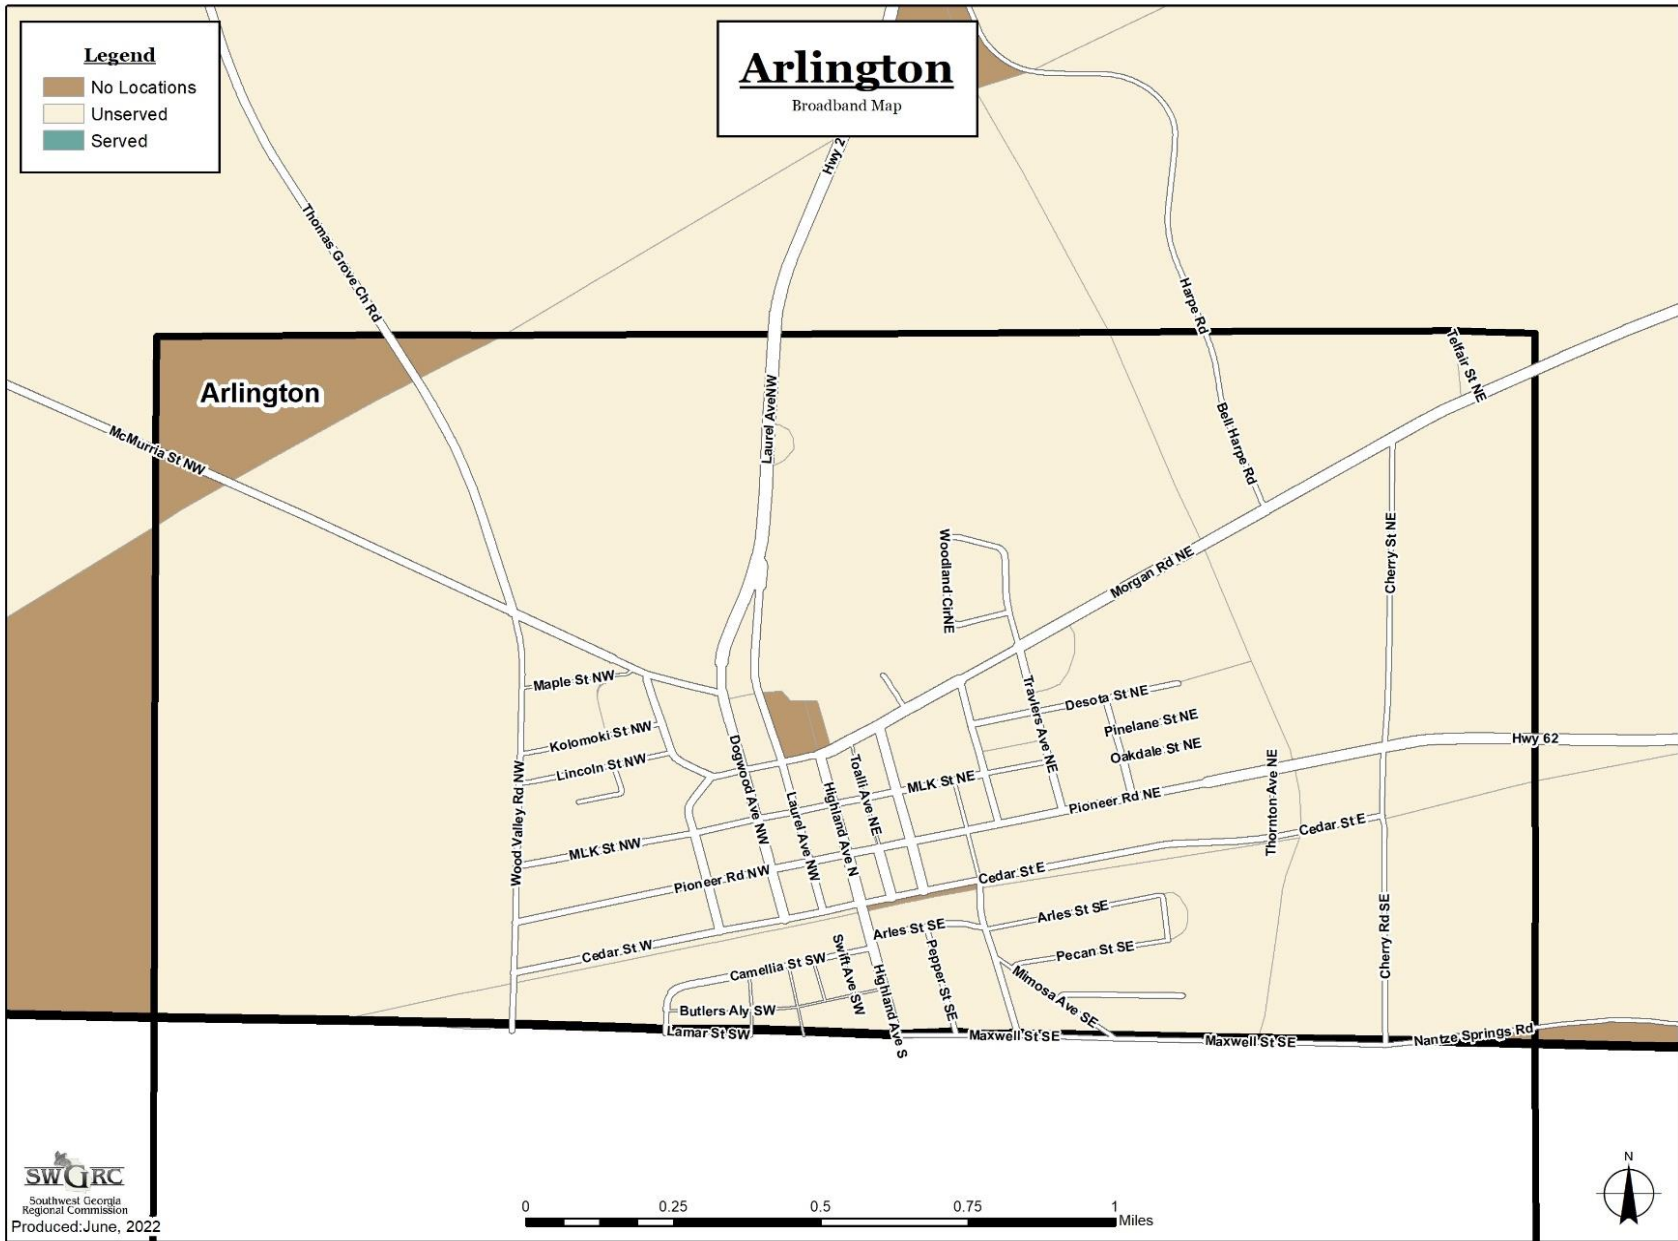 Legend
No Locations
Unserved
Served
Arlington
Broadband Map
Hwy 2
Thomas Grove Ch Rd
Harpe Rd
Telfair St NE
Arlington
Laurel AveNW
McMurria St NW
Bell Harpe Rd
Cherry St NE
Woodland CirNE
Morgan Rd NE
Maple St NW
Travlers Ave NE
Desota St NE
Pinelane St NE
Kolomoki St NW
Dogwood Ave NW
Oakdale St NE
Hwy 62
Lincoln St NW
Toalli Ave NE
MLK St NE
Thornton Ave NE
Wood Valley Rd NW
Laurel Ave NW
Highland Ave N
Pioneer Rd NE
Cedar St E
MLK St NW
Pioneer Rd NW
Cedar St E
Arles St SE
Arles St SE
Cherry Rd SE
Cedar St W
Swift Ave SW
Pepper St SE
Pecan St SE
Camellia St SW
Highland Ave S
Mimosa Ave SE
Butlers Aly SW
Lamar St SW
Maxwell St SE
Maxwell St SE
Nantze Springs Rd
SWGRC
Southwest Georgia
Regional Commission
Produced:June, 2022
0 0.25 0.5 0.75 1
Miles
N